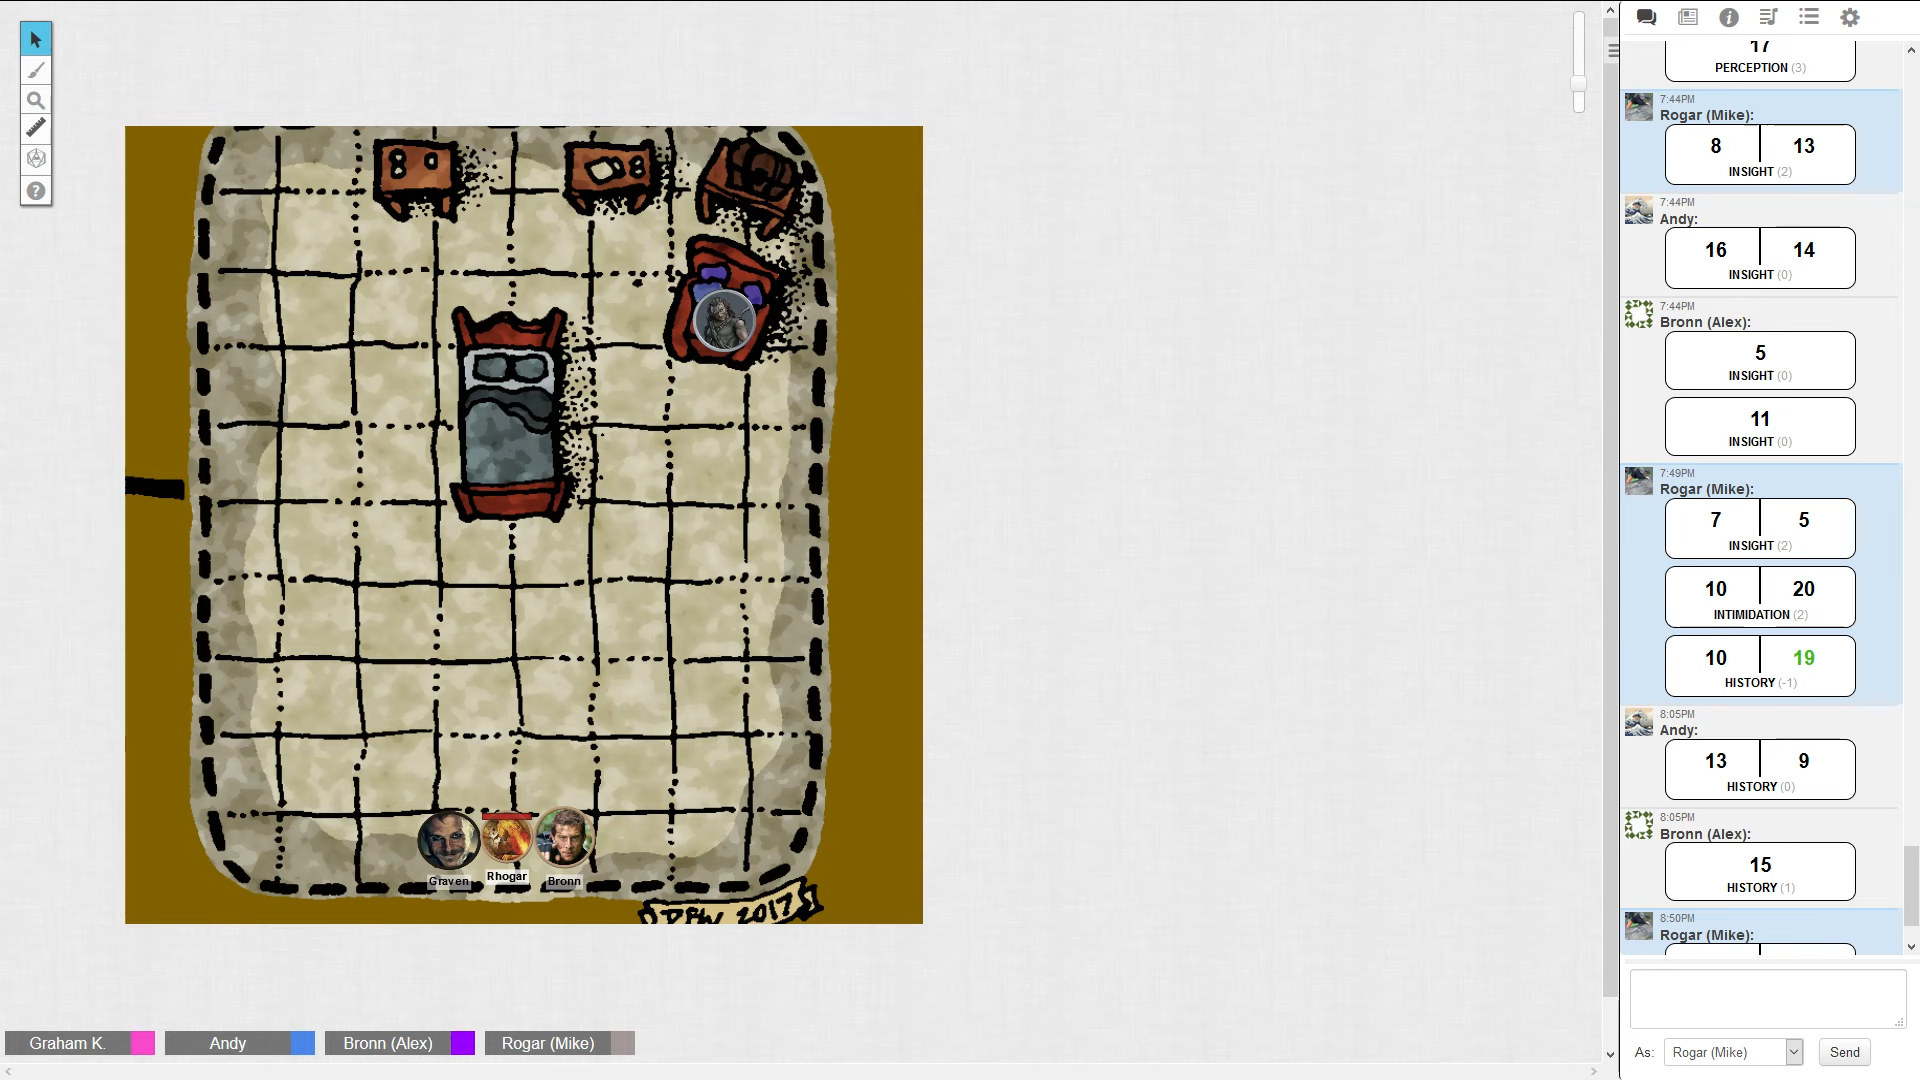 17
PERCEPTION (3)
7:44PM
Rogar (Mike):
8 13
INSIGHT (2)
7:44PM
Andy:
16 14
INSIGHT (0)
7:44PM
Bronn (Alex):
5
INSIGHT (0)
11
INSIGHT (0)
7:49PM
Rogar (Mike):
7 5
INSIGHT (2)
10 20
INTIMIDATION (2)
10 19
HISTORY (-1)
8:05PM
Andy:
13 9
HISTORY (0)
8:05PM
Bronn (Alex):
15
HISTORY (1)
8:50PM
Rogar (Mike):
Graven Rhogar Bronn
2017
Graham K. Andy Bronn (Alex) Rogar (Mike)
As: Rogar (Mike) Send